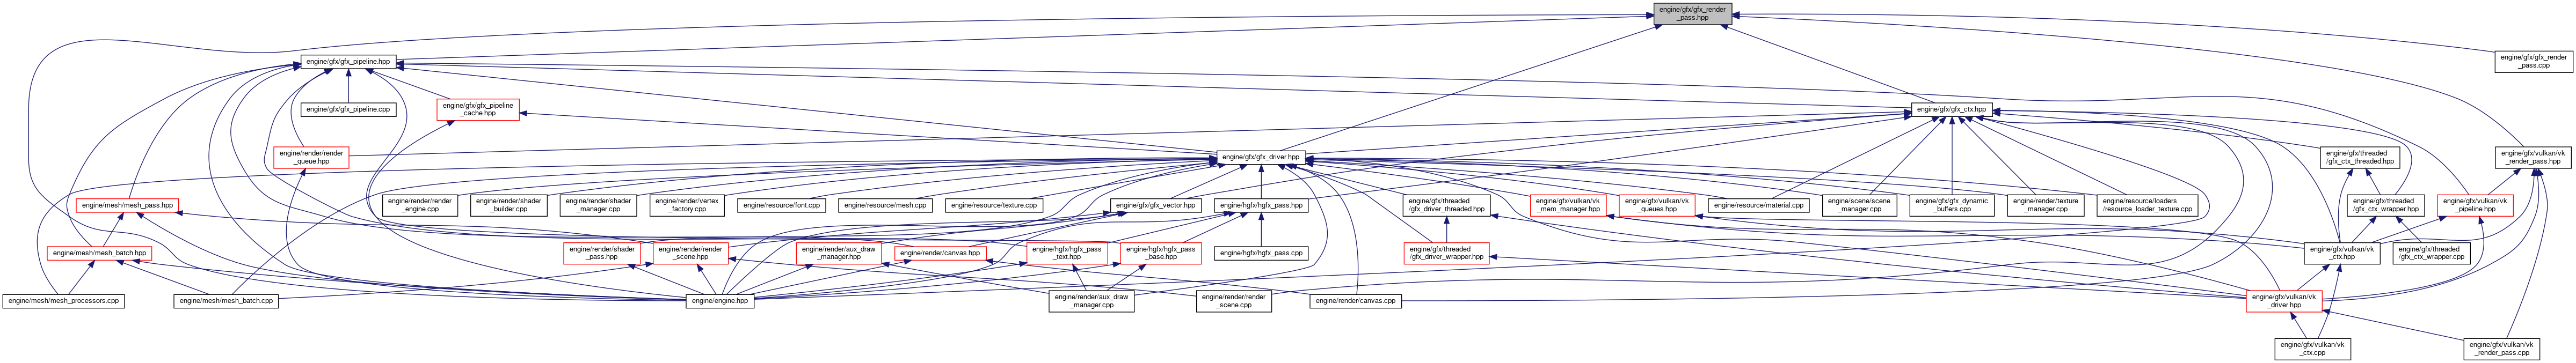 engine/gfx/gfx_render
_pass.hpp
engine/gfx/gfx_pipeline.hpp
engine/gfx/gfx_render
_pass.cpp
engine/gfx/gfx_pipeline.cpp
engine/gfx/gfx_pipeline
_cache.hpp
engine/gfx/gfx_ctx.hpp
engine/render/render
_queue.hpp
engine/gfx/gfx_driver.hpp
engine/gfx/threaded
/gfx_ctx_threaded.hpp
engine/gfx/vulkan/vk
_render_pass.hpp
engine/mesh/mesh_pass.hpp
engine/render/render
_engine.cpp
engine/render/shader
_builder.cpp
engine/render/shader
_manager.cpp
engine/render/vertex
_factory.cpp
engine/resource/font.cpp
engine/resource/mesh.cpp
engine/resource/texture.cpp
engine/gfx/gfx_vector.hpp
engine/hgfx/hgfx_pass.hpp
engine/gfx/threaded
/gfx_driver_threaded.hpp
engine/gfx/vulkan/vk
_mem_manager.hpp
engine/gfx/vulkan/vk
_queues.hpp
engine/resource/material.cpp
engine/scene/scene
_manager.cpp
engine/gfx/gfx_dynamic
_buffers.cpp
engine/render/texture
_manager.cpp
engine/resource/loaders
/resource_loader_texture.cpp
engine/gfx/threaded
/gfx_ctx_wrapper.hpp
engine/gfx/vulkan/vk
_pipeline.hpp
engine/mesh/mesh_batch.hpp
engine/render/shader
_pass.hpp
engine/render/render
_scene.hpp
engine/render/aux_draw
_manager.hpp
engine/render/canvas.hpp
engine/hgfx/hgfx_pass
_text.hpp
engine/hgfx/hgfx_pass
_base.hpp
engine/hgfx/hgfx_pass.cpp
engine/gfx/threaded
/gfx_driver_wrapper.hpp
engine/gfx/vulkan/vk
_ctx.hpp
engine/gfx/threaded
/gfx_ctx_wrapper.cpp
engine/mesh/mesh_processors.cpp
engine/mesh/mesh_batch.cpp
engine/engine.hpp
engine/render/aux_draw
_manager.cpp
engine/render/render
_scene.cpp
engine/render/canvas.cpp
engine/gfx/vulkan/vk
_driver.hpp
engine/gfx/vulkan/vk
_ctx.cpp
engine/gfx/vulkan/vk
_render_pass.cpp